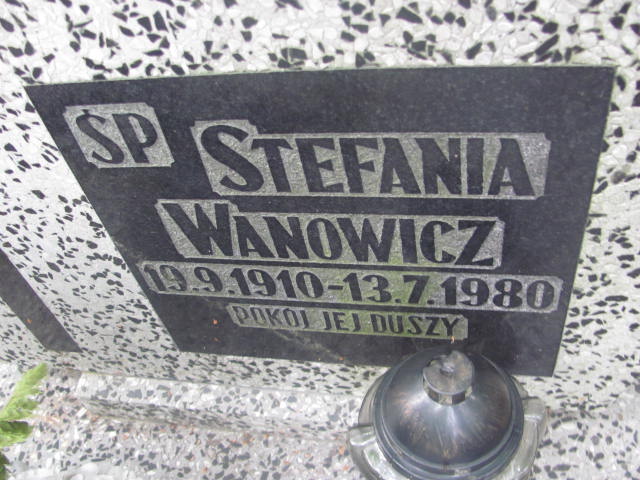 ŚP STEFANIA
WANOWICZ
19.9.1910-13.7.1980
POKÓJ JEJ DUSZY